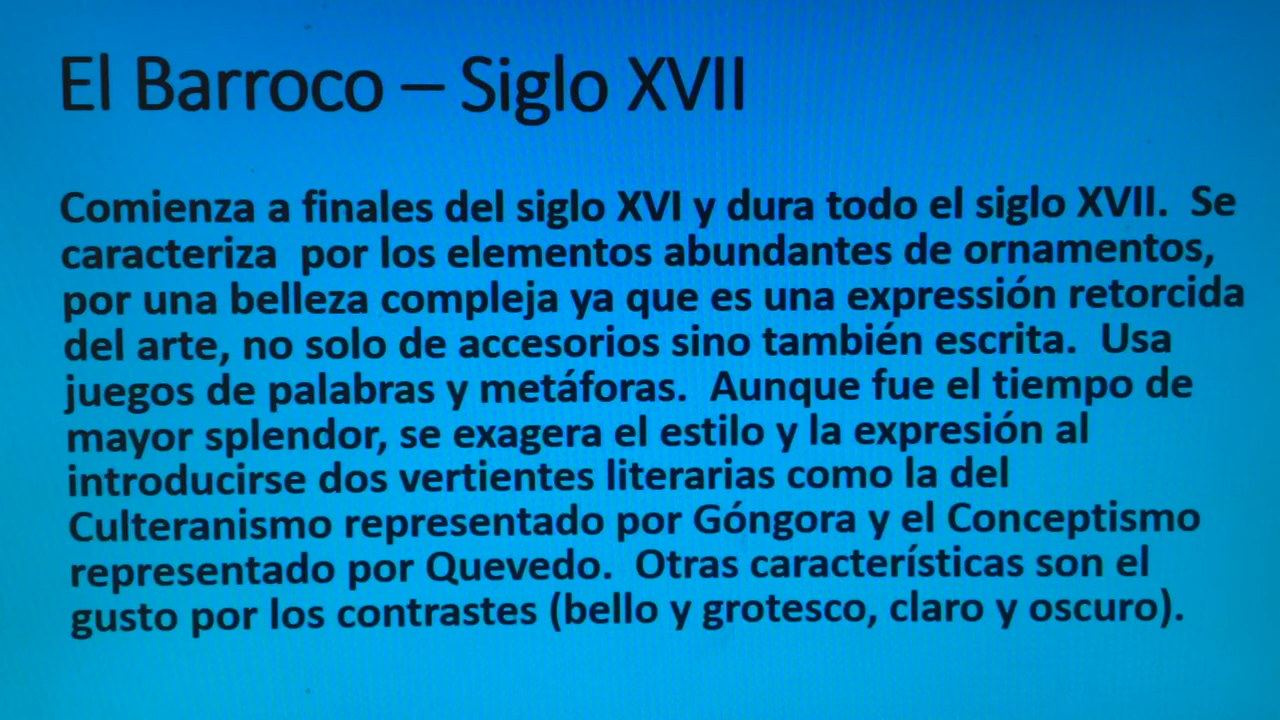 El Barroco – Siglo XVII
Comienza a finales del siglo XVI y dura todo el siglo XVII.  Se
caracteriza  por los elementos abundantes de ornamentos,
por una belleza compleja ya que es una expressión retorcida
del arte, no solo de accesorios sino también escrita.  Usa
juegos de palabras y metáforas.  Aunque fue el tiempo de
mayor splendor, se exagera el estilo y la expresión al
introducirse dos vertientes literarias como la del
Culteranismo representado por Góngora y el Conceptismo
representado por Quevedo.  Otras características son el
gusto por los contrastes (bello y grotesco, claro y oscuro).